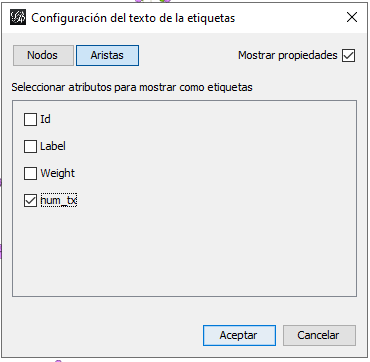 Configuración del texto de la etiquetas
Nodos Aristas Mostrar propiedades
Seleccionar atributos para mostrar como etiquetas
Id
Label
Weight
num_tx
Aceptar Cancelar